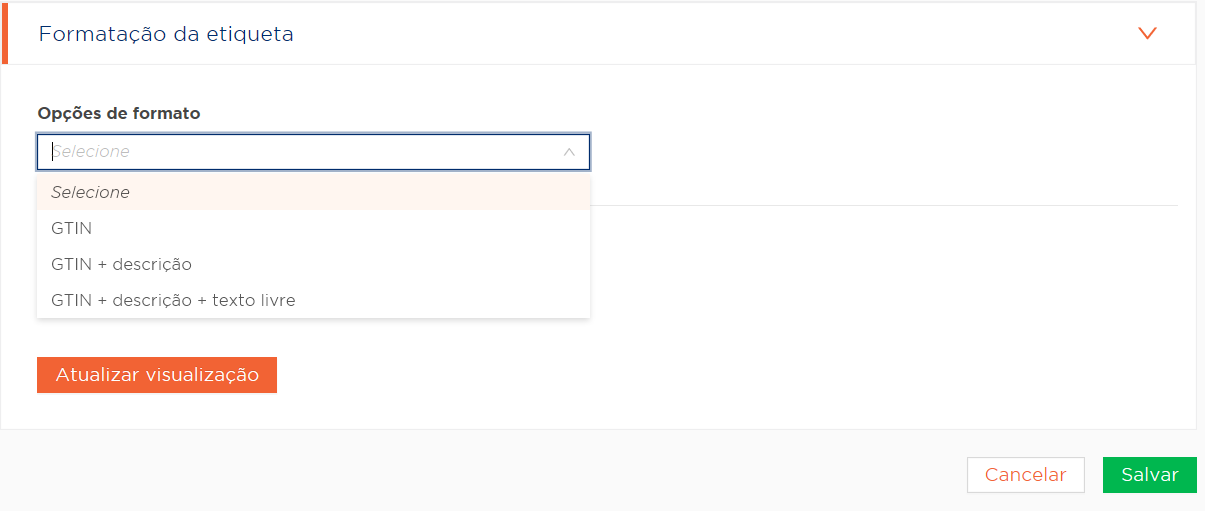 Formatação da etiqueta
Opções de formato
Selecione
Selecione
GTIN
GTIN + descrição
GTIN + descrição + texto livre
Atualizar visualização
Cancelar
Salvar